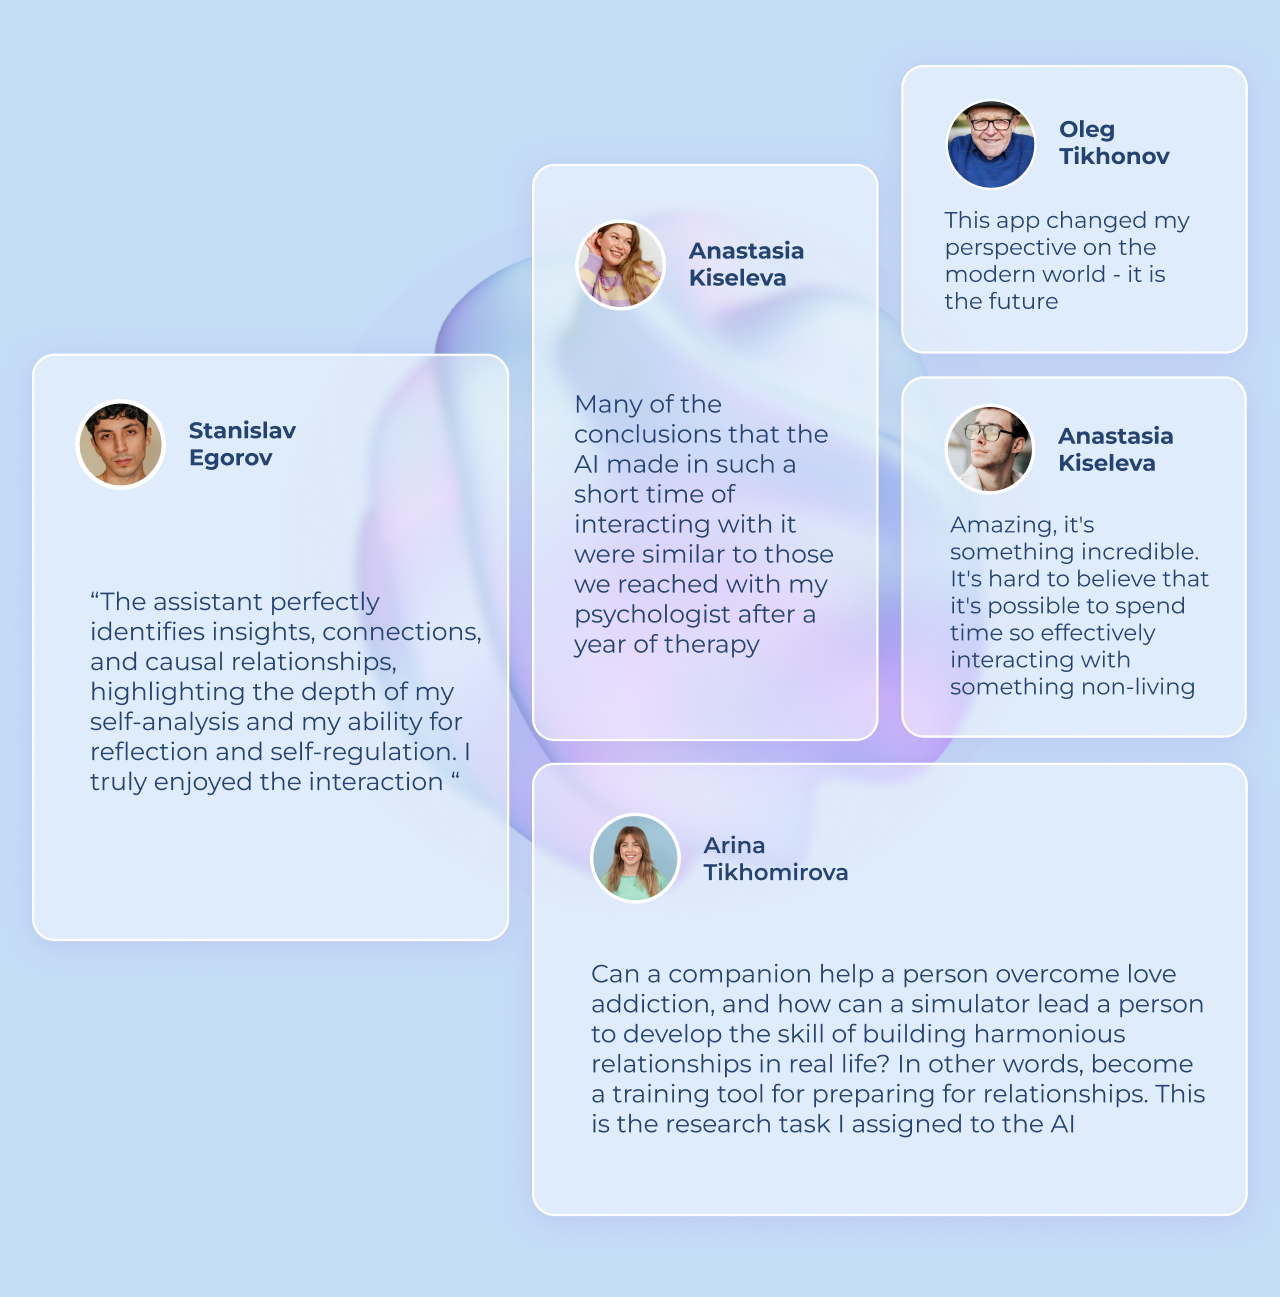 Stanislav
Egorov
“The assistant perfectly
identifies insights, connections,
and causal relationships,
highlighting the depth of my
self-analysis and my ability for
reflection and self-regulation. I
truly enjoyed the interaction “
Anastasia
Kiseleva
Many of the
conclusions that the
AI made in such a
short time of
interacting with it
were similar to those
we reached with my
psychologist after a
year of therapy
Oleg
Tikhonov
This app changed my
perspective on the
modern world - it is
the future
Anastasia
Kiseleva
Amazing, it's
something incredible.
It's hard to believe that
it's possible to spend
time so effectively
interacting with
something non-living
Arina
Tikhomirova
Can a companion help a person overcome love
addiction, and how can a simulator lead a person
to develop the skill of building harmonious
relationships in real life? In other words, become
a training tool for preparing for relationships. This
is the research task I assigned to the AI